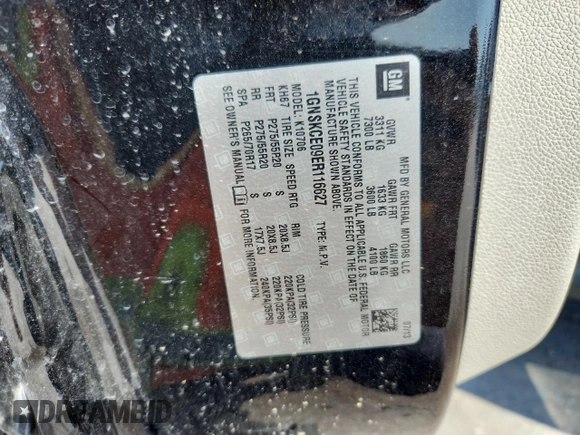 GM
MFD BY GENERAL MOTORS LLC
07/13
GVWR GAWR FRT GAWR RR
3311 KG 1633 KG 1860 KG
7300 LB 3600 LB 4100 LB
THIS VEHICLE CONFORMS TO ALL APPLICABLE U.S. FEDERAL MOTOR
VEHICLE SAFETY STANDARDS IN EFFECT ON THE DATE OF
MANUFACTURE SHOWN ABOVE.
1GNSKCE09ER116627 TYPE: N.P.V.
MODEL: K10706
KH67 TIRE SIZE SPEED RTG RIM COLD TIRE PRESSURE
FRT P275/55R20 S 20X8.5J 220KPA(32PSI)
RR P275/55R20 S 20X8.5J 220KPA(32PSI)
SPA P265/70R17 S 17X7.5J 240KPA(35PSI)
SEE OWNER'S MANUAL i FOR MORE INFORMATION
DREAMBID